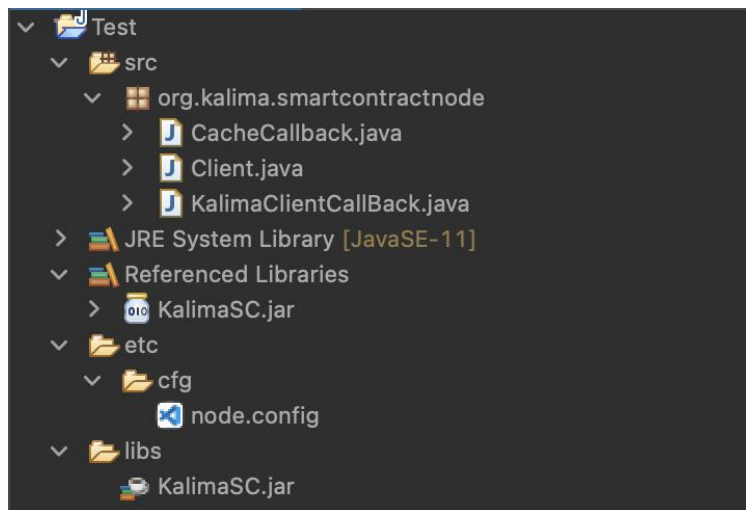 Test
src
org.kalima.smartcontractnode
CacheCallback.java
Client.java
KalimaClientCallBack.java
JRE System Library [JavaSE-11]
Referenced Libraries
KalimaSC.jar
etc
cfg
node.config
libs
KalimaSC.jar